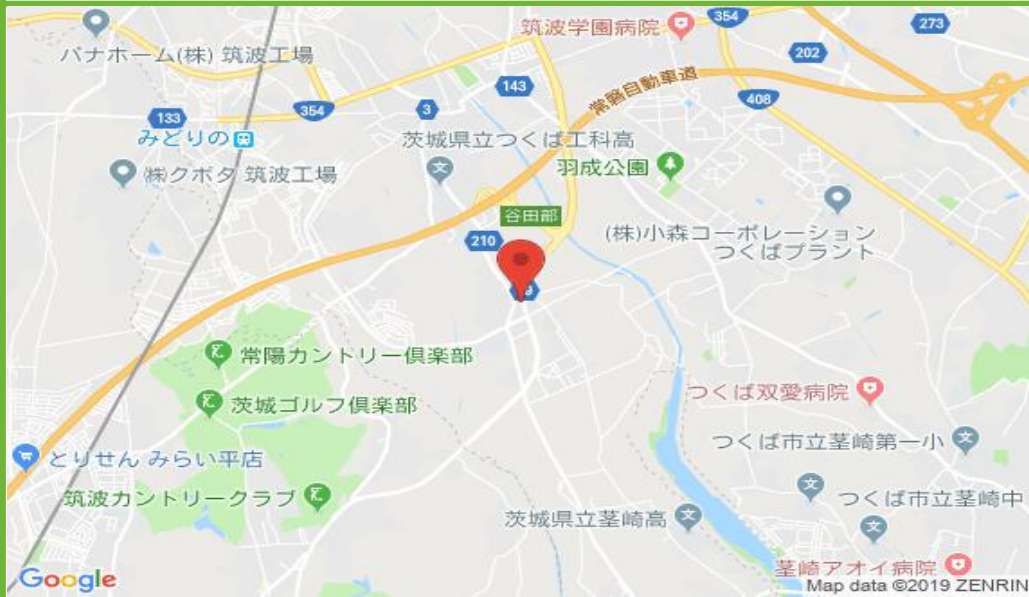 筑波学園病院
354
273
パナホーム(株) 筑波工場
202
143
常磐自動車道
408
354
3
133
みどりの
茨城県立つくば工科高
羽成公園
㈱クボタ 筑波工場
谷田部
210
(株)小森コーポレーション
つくばプラント
常陽カントリー倶楽部
茨城ゴルフ倶楽部
つくば双愛病院
とりせん みらい平店
つくば市立茎崎第一小
筑波カントリークラブ
つくば市立茎崎中
茨城県立茎崎高
茎崎アオイ病院
Google
Map data ©2019 ZENRIN